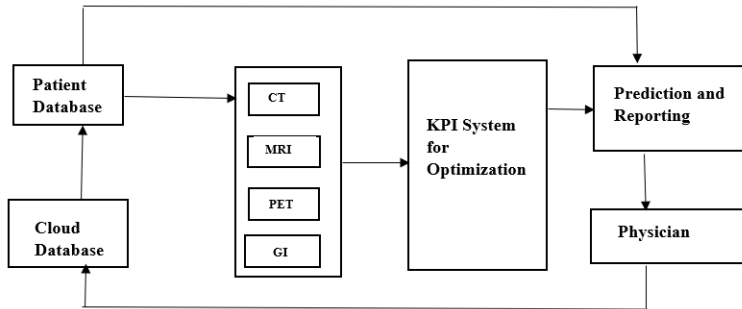 Patient
Database
CT
MRI
PET
GI
KPI System
for
Optimization
Prediction and
Reporting
Cloud
Database
Physician